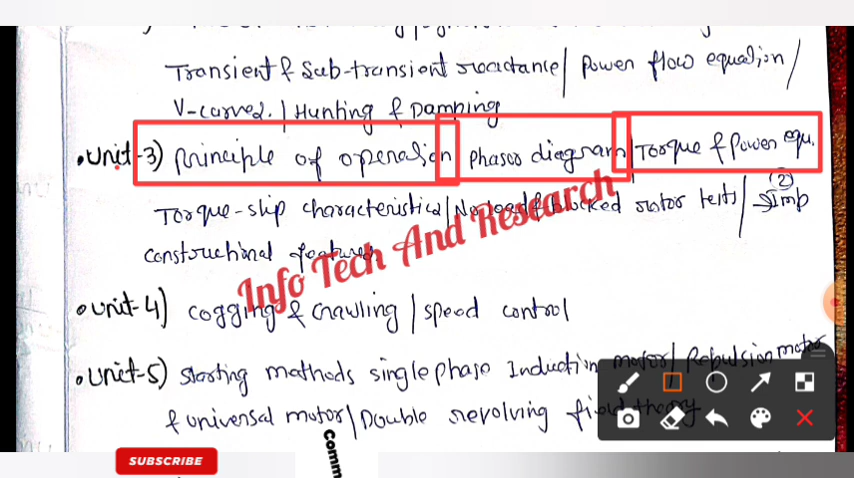 Transient & Sub-transient reactance / Power flow equation /
V-curves. / Hunting & Damping
• Unit-3) Principle of operation / Phasor diagram / Torque & Power equ.
Torque-slip characteristics / No load & blocked rotor tests / (2) Imp
constructional features
Info Tech And Research
• Unit-4) Cogging & Crawling / speed control
• Unit-5) Starting methods single phase Induction motor / Repulsion motor
& universal motor / Double revolving field theory
SUBSCRIBE
Comm